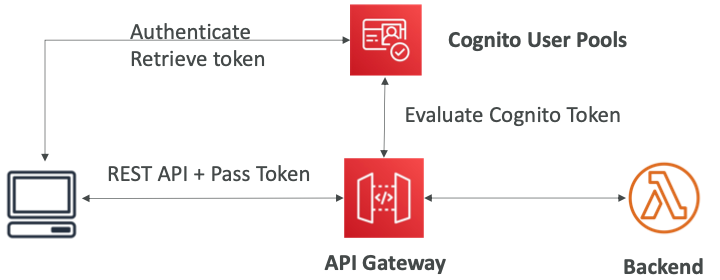 Authenticate
Retrieve token
Cognito User Pools
Evaluate Cognito Token
REST API + Pass Token
</>
API Gateway
Backend